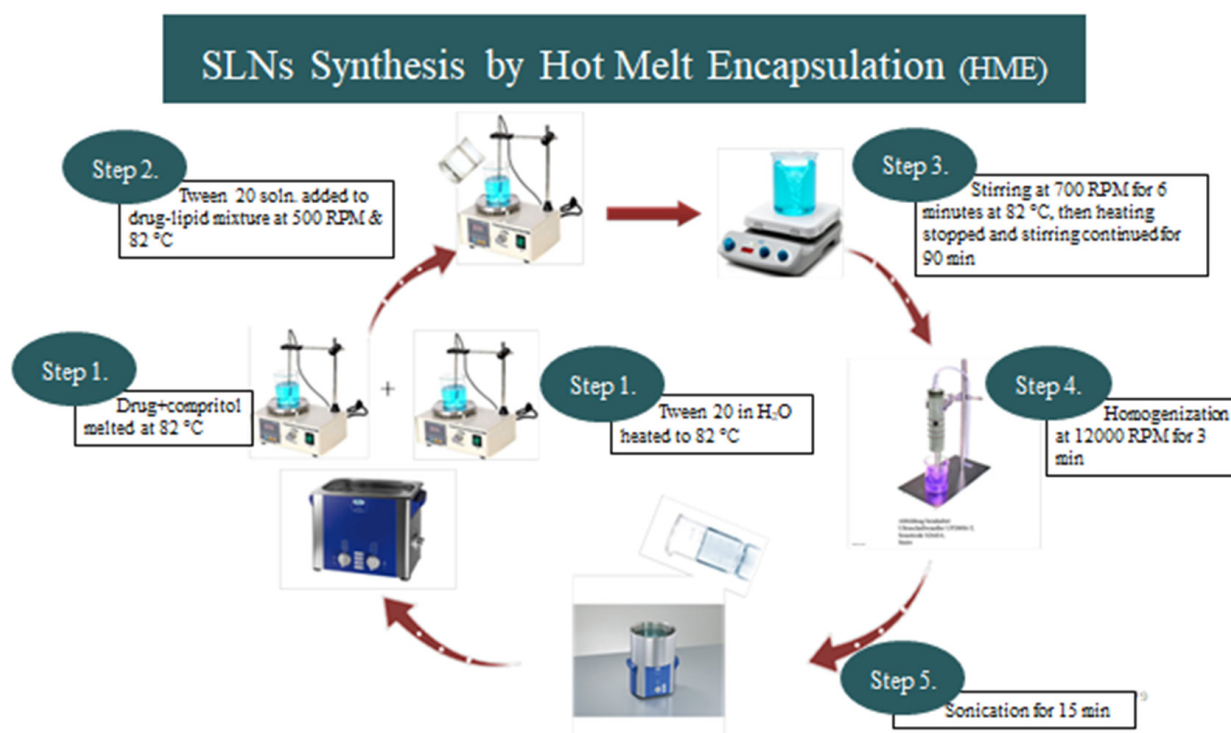 SLNs Synthesis by Hot Melt Encapsulation (HME)
Step 2.
Tween 20 soln. added to
drug-lipid mixture at 500 RPM &
82 °C
Step 3.
Stirring at 700 RPM for 6
minutes at 82 °C, then heating
stopped and stirring continued for
90 min
Step 1.
Drug+compritol
melted at 82 °C
+
Step 1.
Tween 20 in H₂O
heated to 82 °C
Step 4.
Homogenization
at 12000 RPM for 3
min
Step 5.
Sonication for 15 min